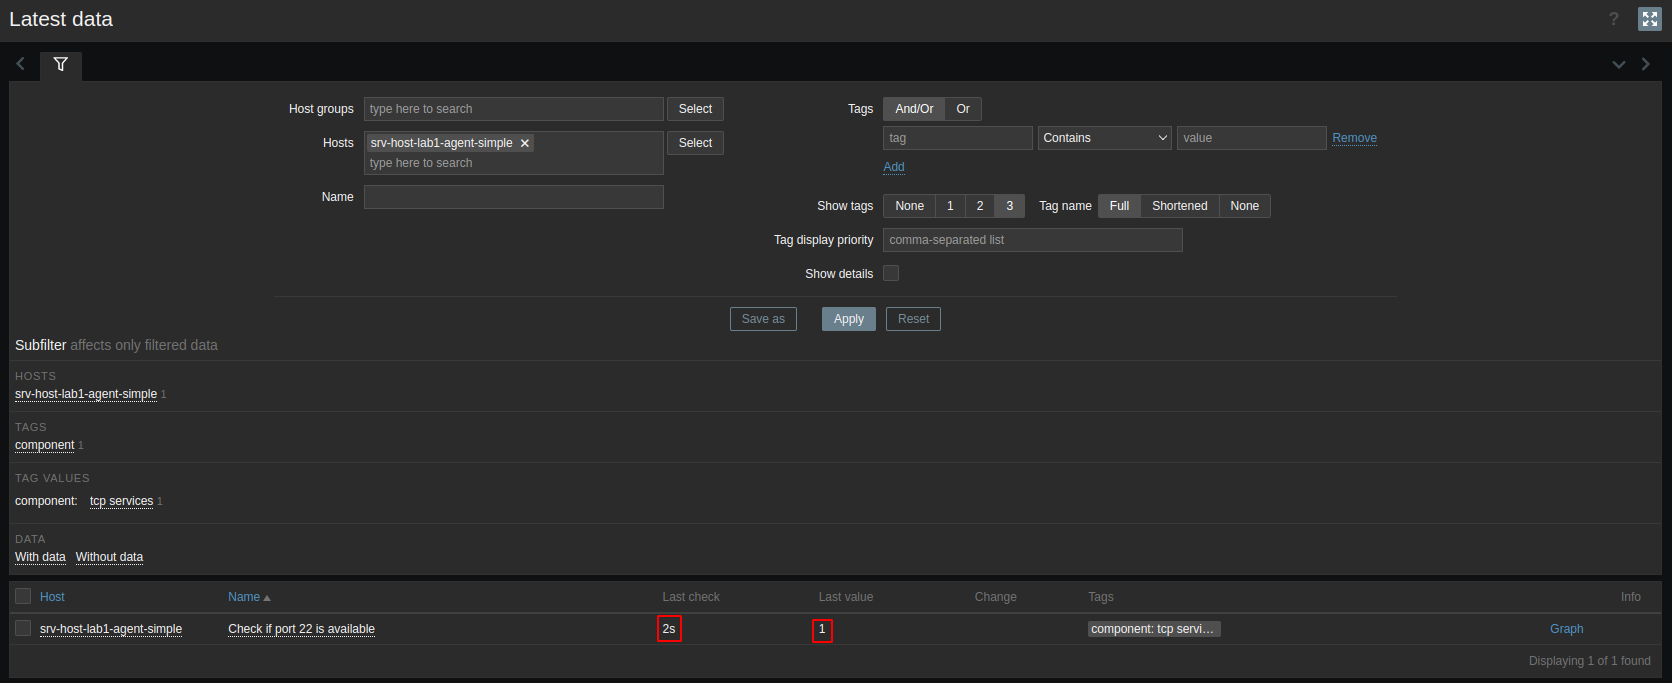 Latest data ?
Host groups type here to search Select Tags And/Or Or
Hosts srv-host-lab1-agent-simple Select tag Contains value Remove
type here to search
Add
Name
Show tags None 1 2 3 Tag name Full Shortened None
Tag display priority comma-separated list
Show details
Save as Apply Reset
Subfilter affects only filtered data
HOSTS
srv-host-lab1-agent-simple 1
TAGS
component 1
TAG VALUES
component: tcp services 1
DATA
With data Without data
Host Name Last check Last value Change Tags Info
srv-host-lab1-agent-simple Check if port 22 is available 2s 1 component: tcp servi… Graph
Displaying 1 of 1 found